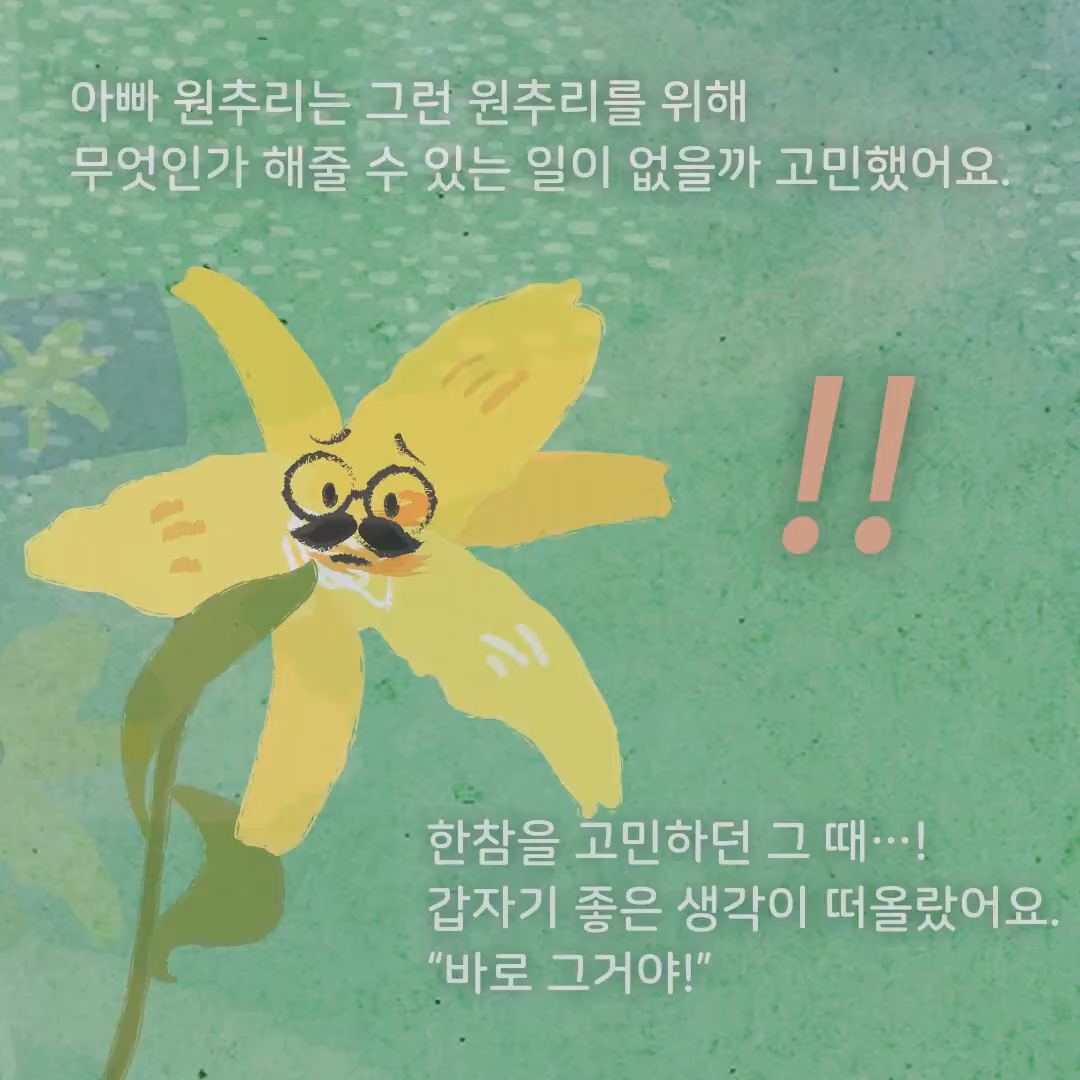 아빠 원추리는 그런 원추리를 위해
무엇인가 해줄 수 있는 일이 없을까 고민했어요.
!!
한참을 고민하던 그 때…!
갑자기 좋은 생각이 떠올랐어요.
“바로 그거야!”